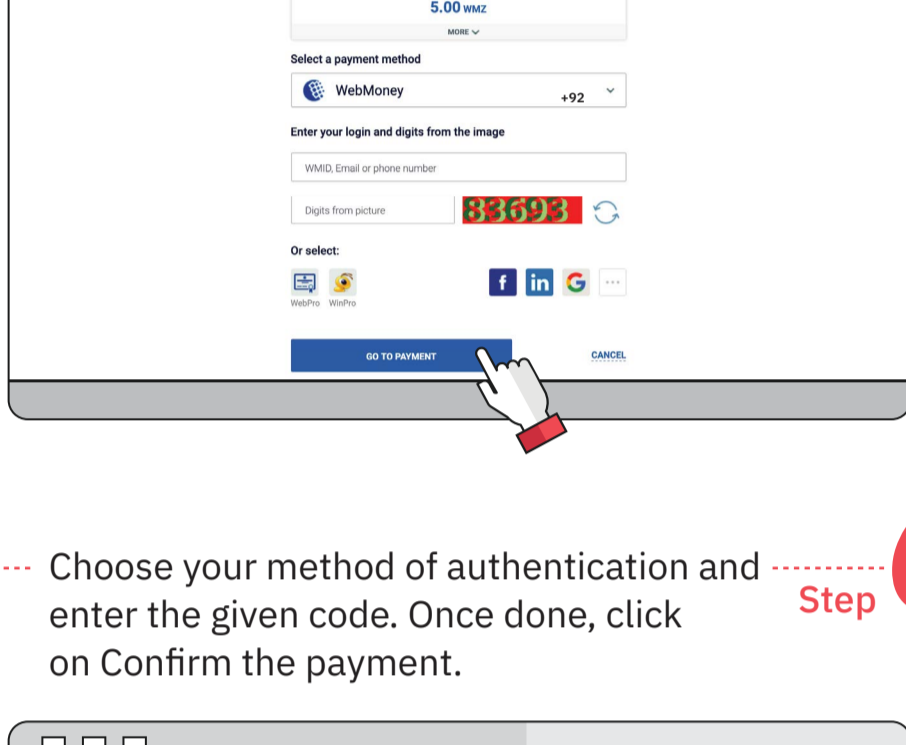 5.00 WMZ
MORE
Select a payment method
WebMoney
+92
Enter your login and digits from the image
WMID, Email or phone number
Digits from picture
83693
Or select:
f in G ...
WebPro WinPro
GO TO PAYMENT
CANCEL
Choose your method of authentication and
enter the given code. Once done, click
on Confirm the payment.
Step